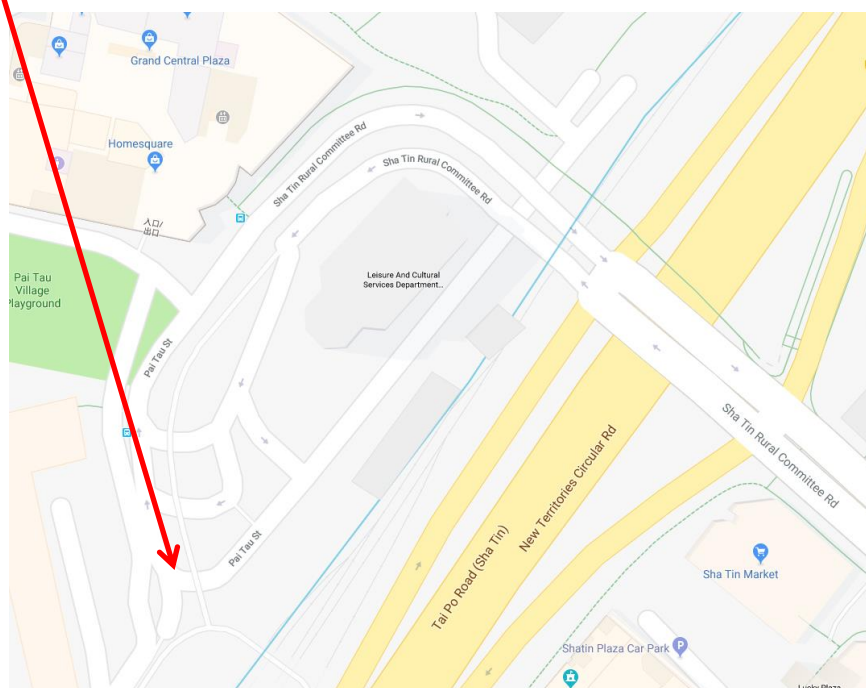 Grand Central Plaza
Homesquare
Sha Tin Rural Committee Rd
Sha Tin Rural Committee Rd
入口/
出口
Leisure And Cultural
Services Department...
Pai Tau
Village
Playground
Pai Tau St
Sha Tin Rural Committee Rd
New Territories Circular Rd
Tai Po Road (Sha Tin)
Pai Tau St
Sha Tin Market
Shatin Plaza Car Park
P
Lucky Plaza